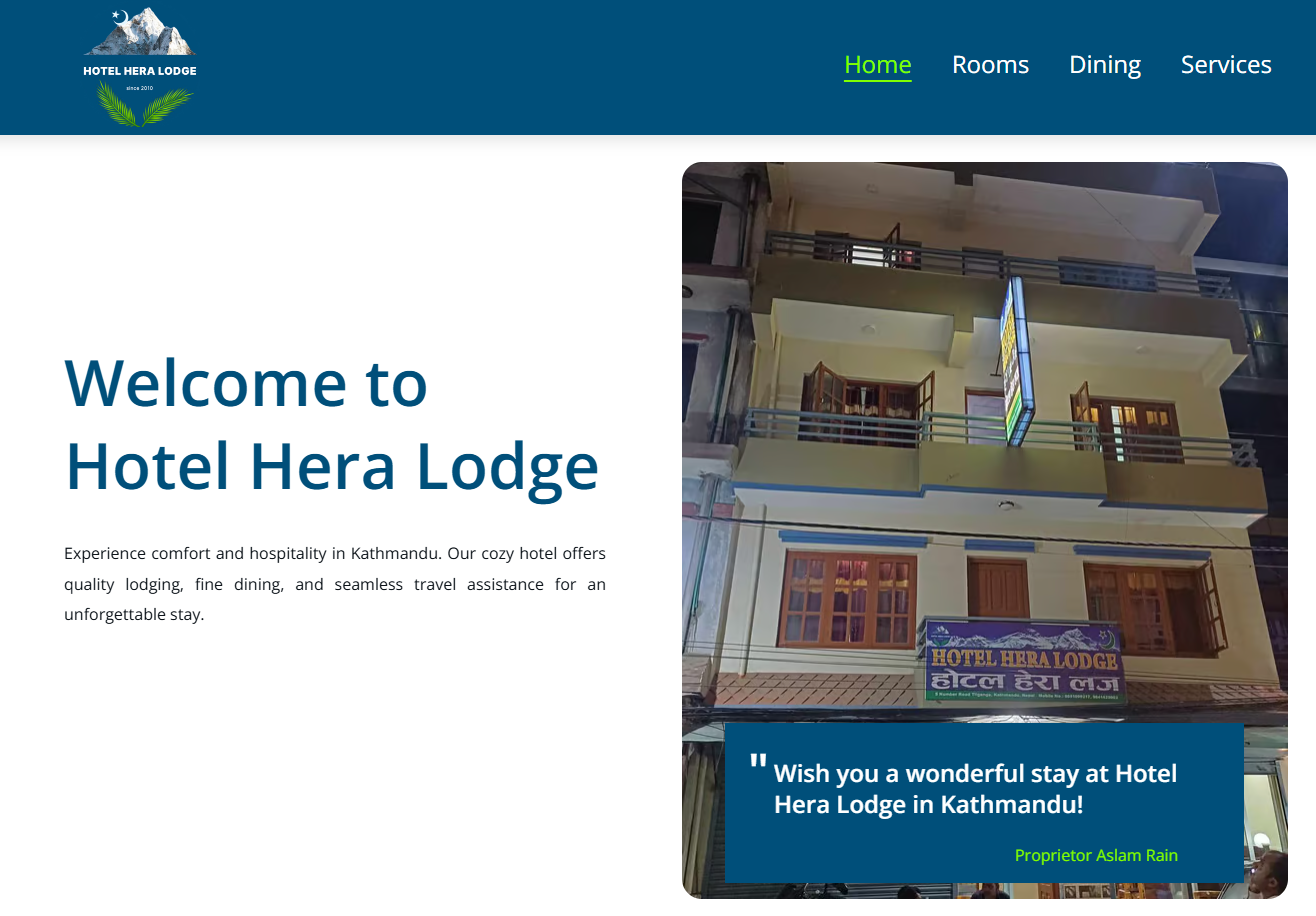 HOTEL HERA LODGE
since 2010
Home Rooms Dining Services
Welcome to
Hotel Hera Lodge
Experience comfort and hospitality in Kathmandu. Our cozy hotel offers
quality lodging, fine dining, and seamless travel assistance for an
unforgettable stay.
HOTEL HERA LODGE
होटल हेरा लज
" Wish you a wonderful stay at Hotel
Hera Lodge in Kathmandu!
Proprietor Aslam Rain